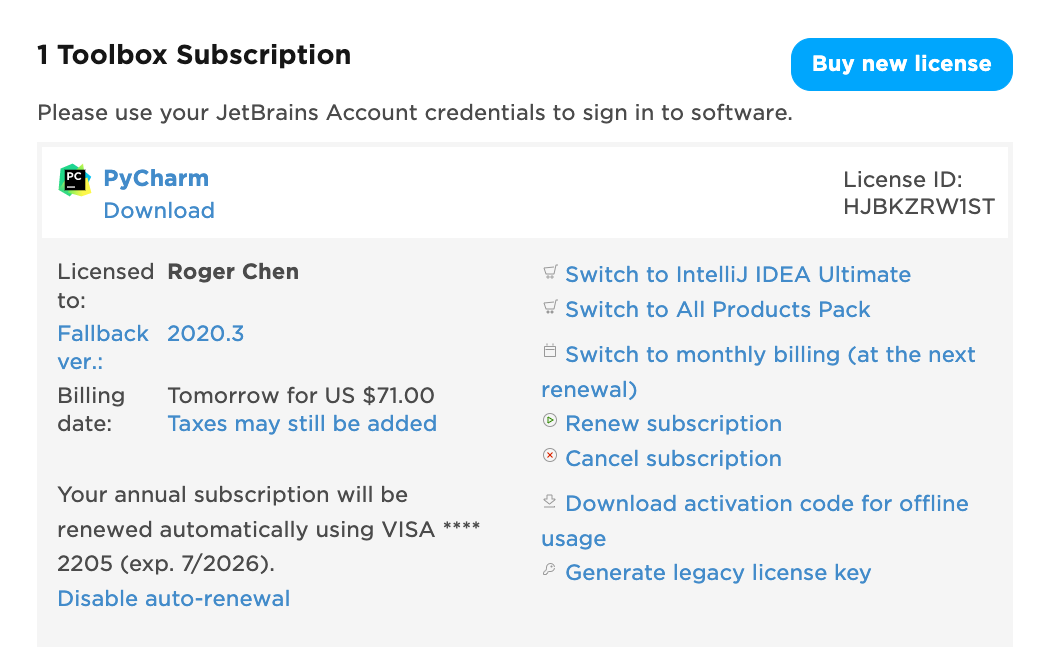 1 Toolbox Subscription
Buy new license
Please use your JetBrains Account credentials to sign in to software.
PC
PyCharm
Download
License ID:
HJBKZRW1ST
Licensed to: Roger Chen
Fallback ver.: 2020.3
Billing date: Tomorrow for US $71.00
Taxes may still be added
Your annual subscription will be
renewed automatically using VISA ****
2205 (exp. 7/2026).
Disable auto-renewal
Switch to IntelliJ IDEA Ultimate
Switch to All Products Pack
Switch to monthly billing (at the next
renewal)
Renew subscription
Cancel subscription
Download activation code for offline
usage
Generate legacy license key